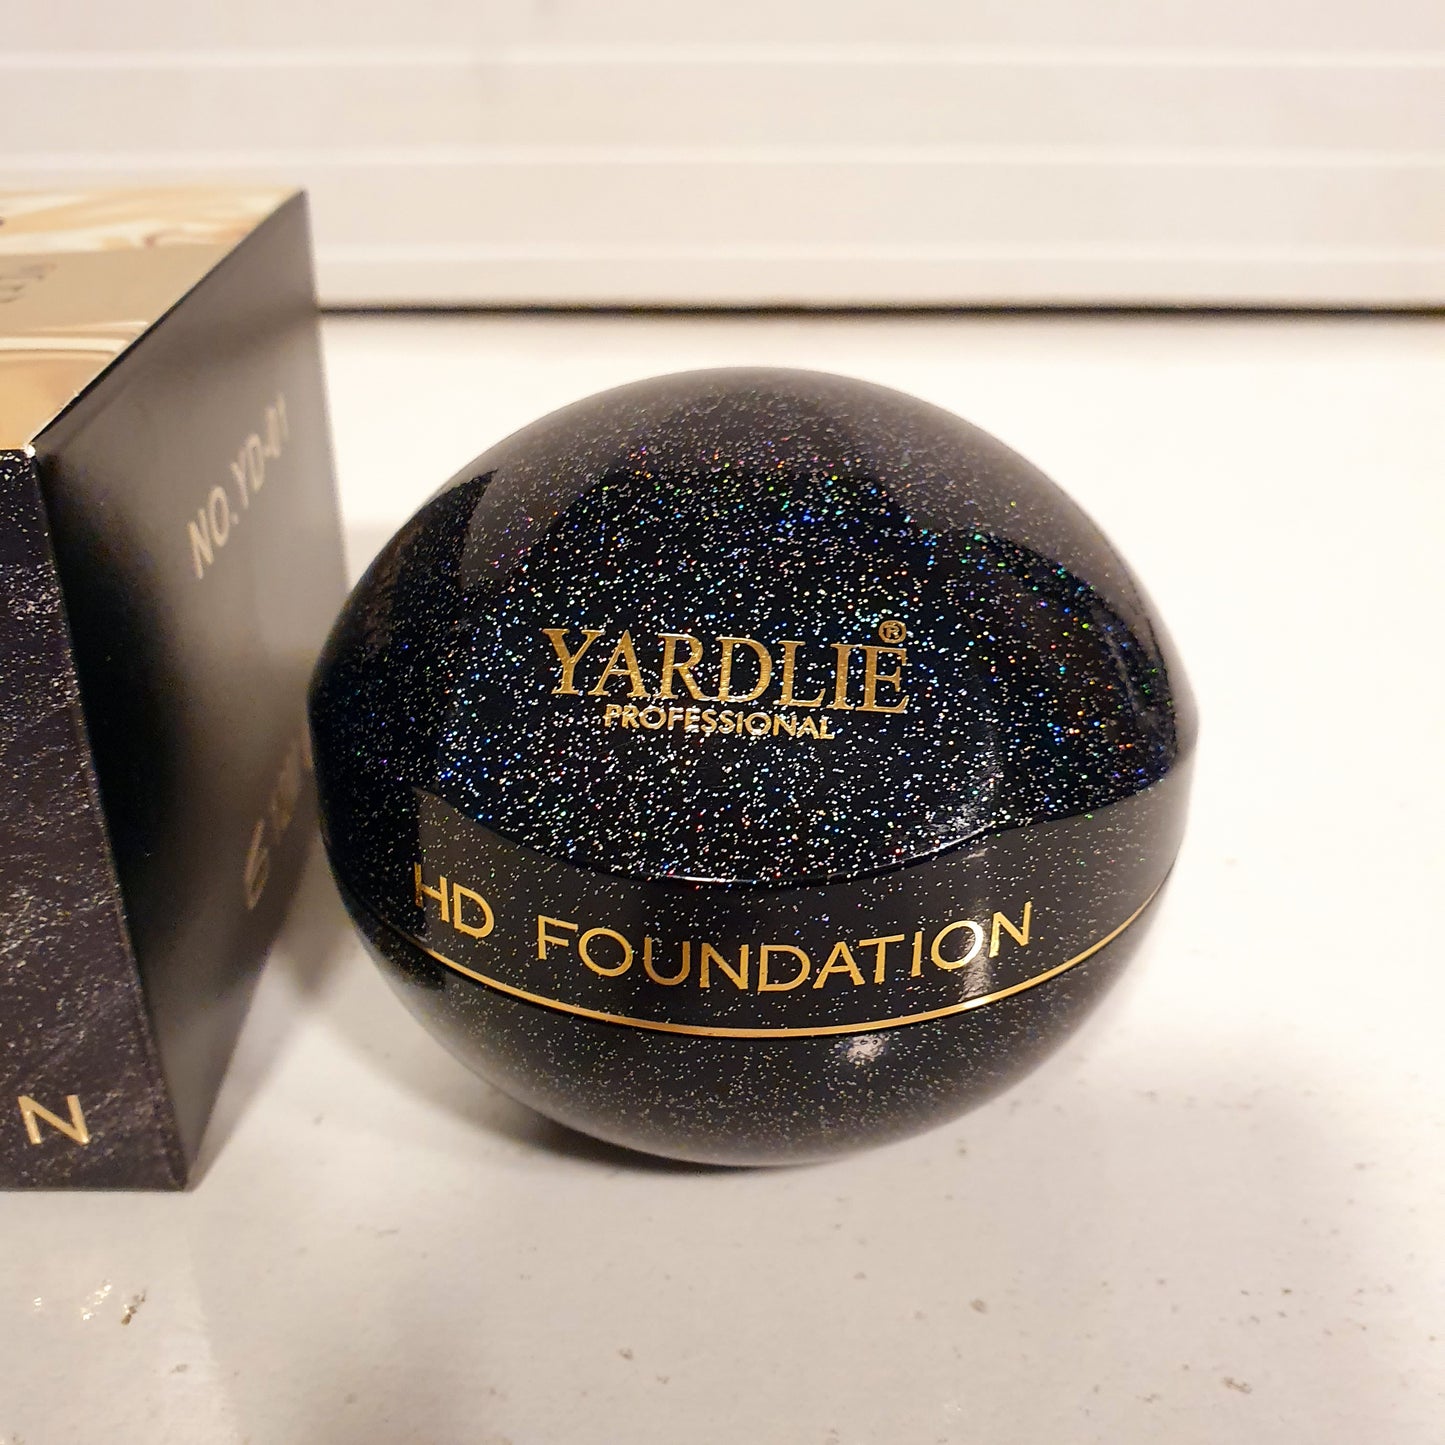 NO.YD-01
N
YARDLIE®
PROFESSIONAL
HD FOUNDATION